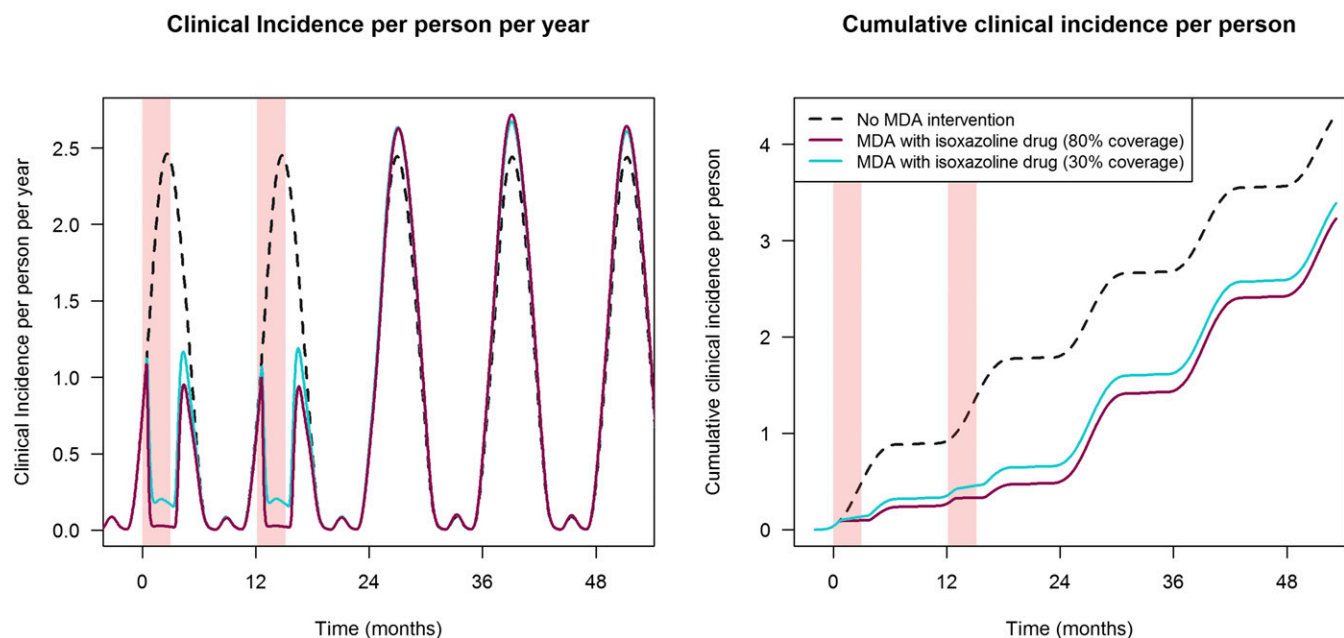 Clinical Incidence per person per year
Clinical Incidence per person per year
2.5
2.0
1.5
1.0
0.5
0.0
0 12 24 36 48
Time (months)
Cumulative clinical incidence per person
No MDA intervention
MDA with isoxazoline drug (80% coverage)
MDA with isoxazoline drug (30% coverage)
Cumulative clinical incidence per person
4
3
2
1
0
0 12 24 36 48
Time (months)